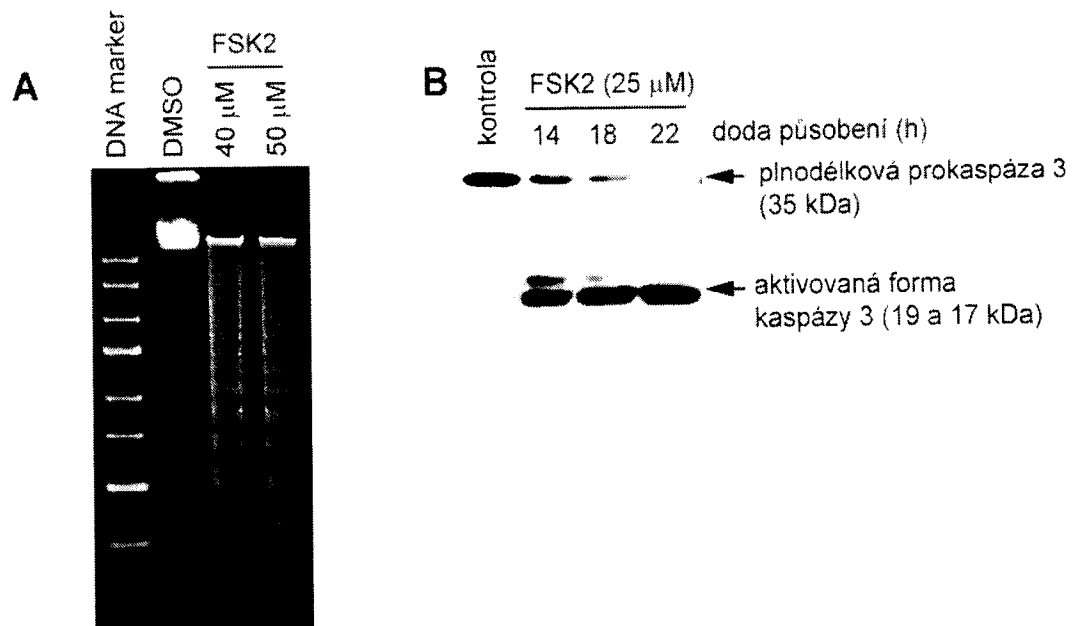 A
DNA marker
DMSO
FSK2
40 µM
50 µM
B
kontrola
FSK2 (25 µM)
14 18 22 doda působení (h)
plnodélková prokaspáza 3
(35 kDa)
aktivovaná forma
kaspázy 3 (19 a 17 kDa)